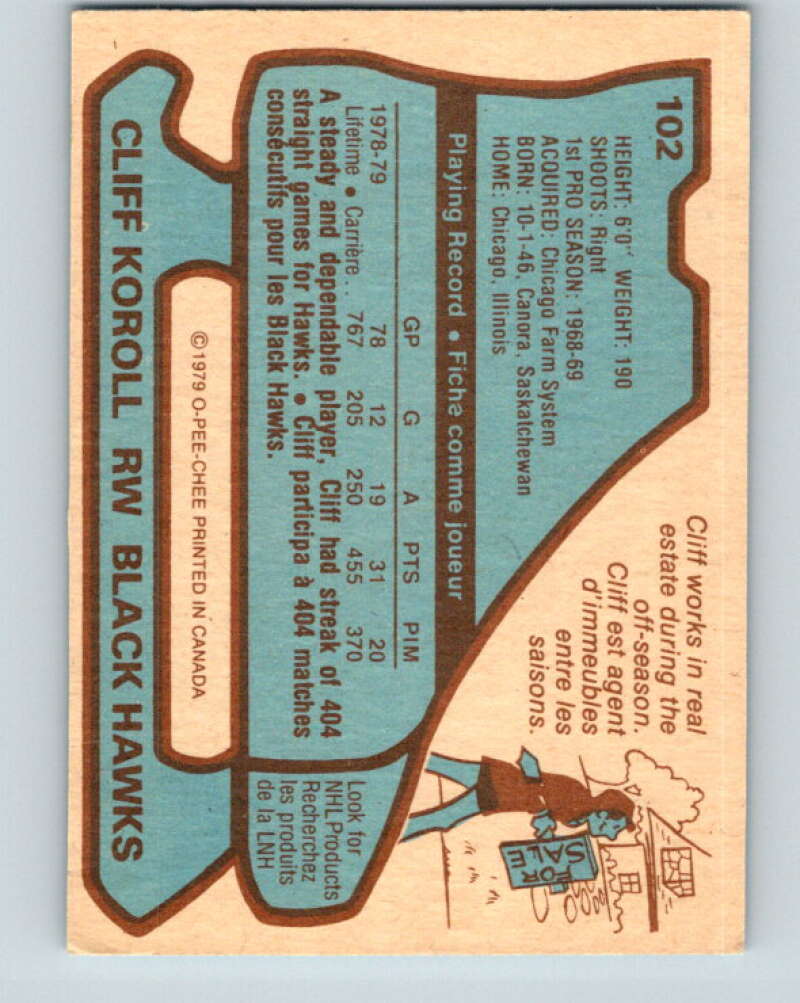 102
HEIGHT: 6'0" WEIGHT: 190
SHOOTS: Right
1st PRO SEASON: 1968-69
ACQUIRED: Chicago Farm System
BORN: 10-1-46, Canora, Saskatchewan
HOME: Chicago, Illinois
Cliff works in real
estate during the
off-season.
Cliff est agent
d'immeubles
entre les
saisons.
FOR
SALE
Playing Record • Fiche comme joueur
GP G A PTS PIM
1978-79 78 12 19 31 20
Lifetime • Carrière .. 767 205 250 455 370
A steady and dependable player, Cliff had streak of 404
straight games for Hawks. • Cliff participa à 404 matches
consécutifs pour les Black Hawks.
Look for
NHL Products
Recherchez
les produits
de la LNH
©1979 O-PEE-CHEE PRINTED IN CANADA
CLIFF KOROLL RW BLACK HAWKS